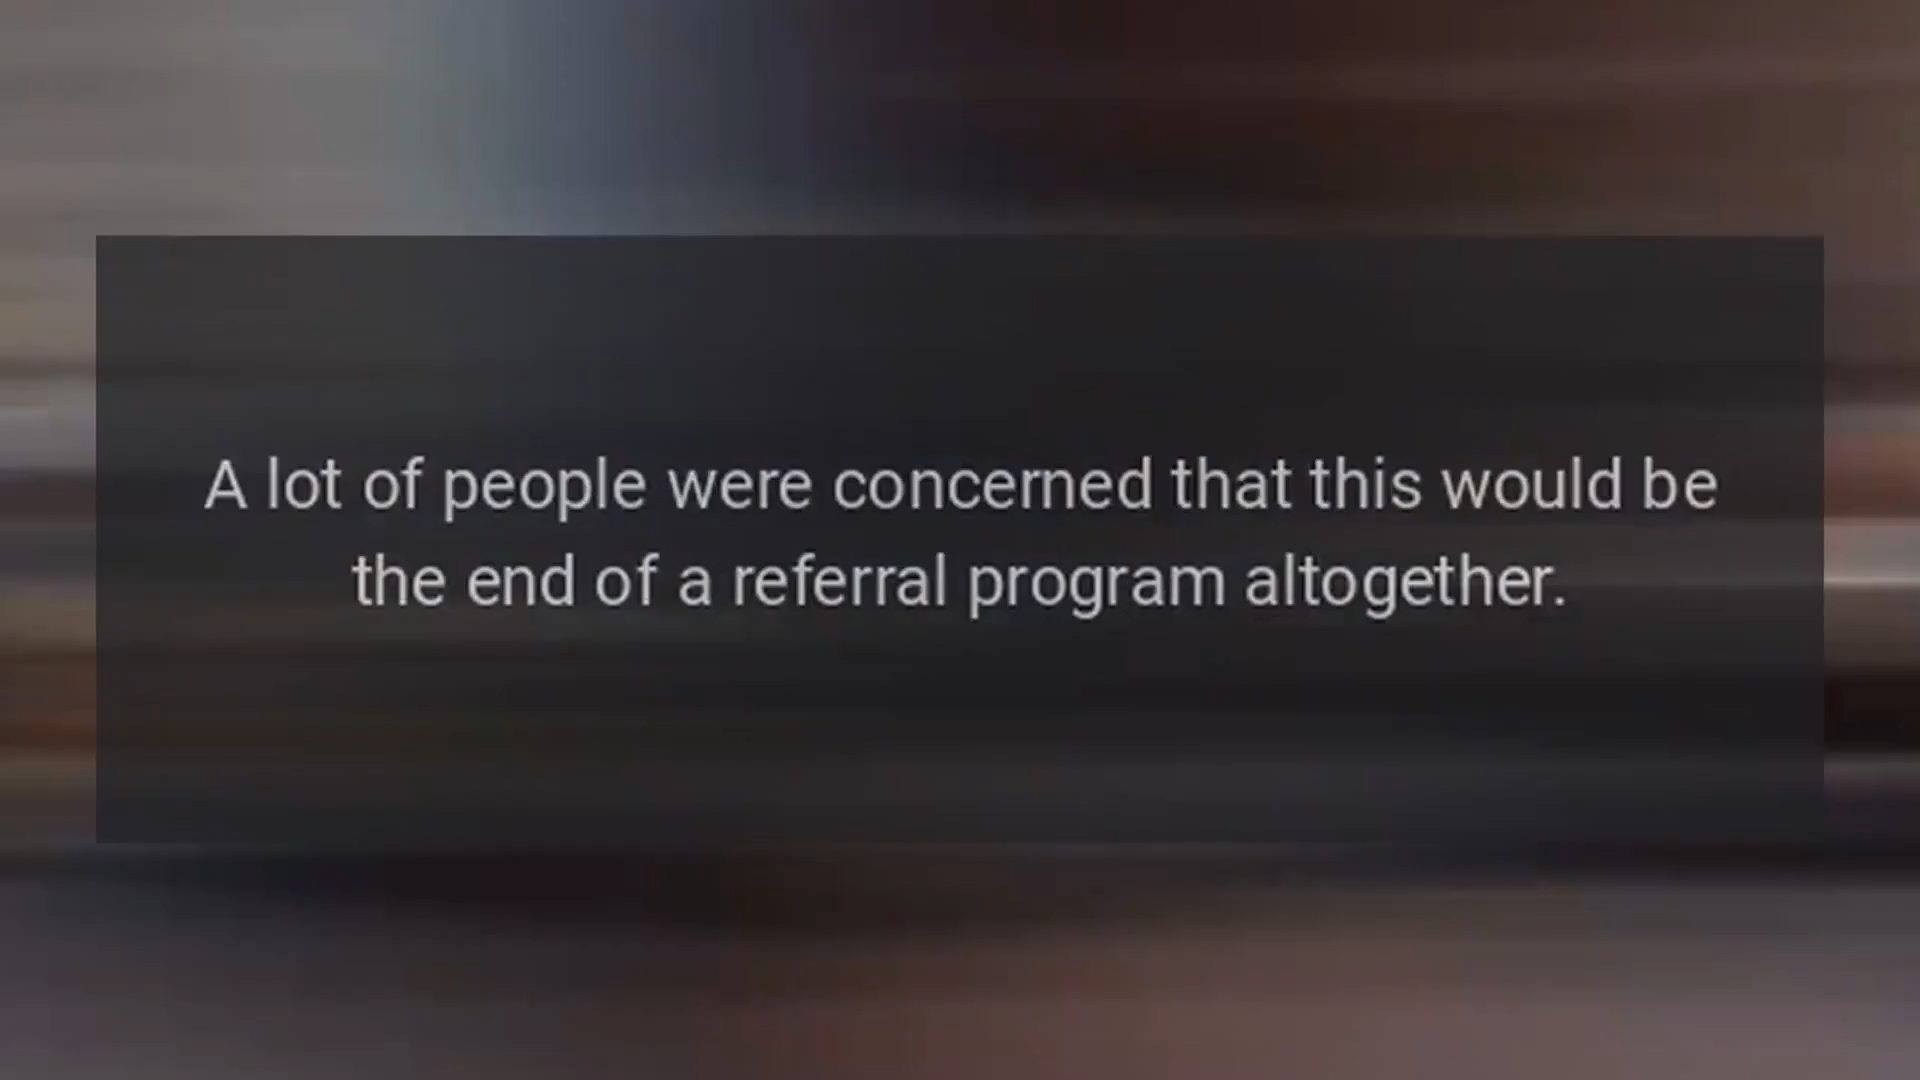 A lot of people were concerned that this would be
the end of a referral program altogether.